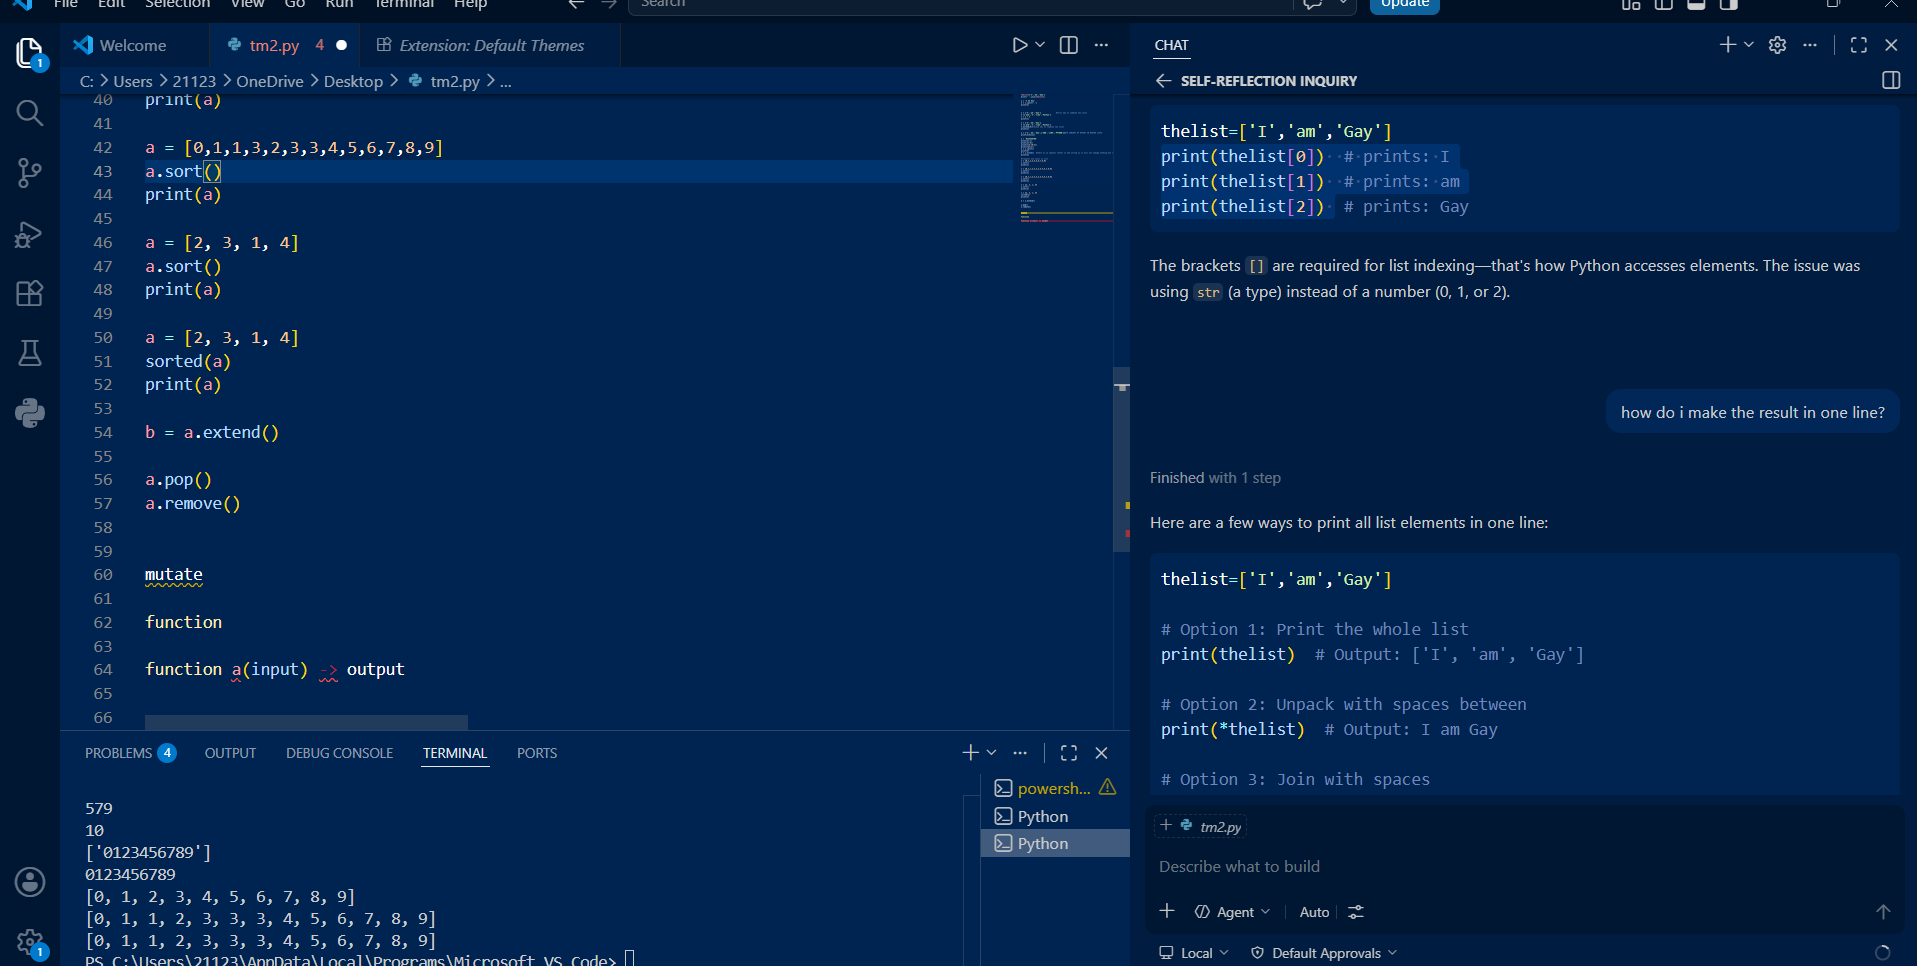 File Edit Selection View Go Run Terminal Help
Search
Update
Welcome
tm2.py 4
Extension: Default Themes
C: > Users > 21123 > OneDrive > Desktop > tm2.py > ...
40 print(a)
41
42 a = [0,1,1,3,2,3,3,4,5,6,7,8,9]
43 a.sort()
44 print(a)
45
46 a = [2, 3, 1, 4]
47 a.sort()
48 print(a)
49
50 a = [2, 3, 1, 4]
51 sorted(a)
52 print(a)
53
54 b = a.extend()
55
56 a.pop()
57 a.remove()
58
59
60 mutate
61
62 function
63
64 function a(input) -> output
65
66
PROBLEMS 4 OUTPUT DEBUG CONSOLE TERMINAL PORTS
579
10
['0123456789']
0123456789
[0, 1, 2, 3, 4, 5, 6, 7, 8, 9]
[0, 1, 1, 2, 3, 3, 3, 4, 5, 6, 7, 8, 9]
[0, 1, 1, 2, 3, 3, 3, 4, 5, 6, 7, 8, 9]
PS C:\Users\21123\AppData\Local\Programs\Microsoft VS Code>
powersh...
Python
Python
1
1
CHAT
SELF-REFLECTION INQUIRY
thelist=['I','am','Gay']
print(thelist[0])  # prints: I
print(thelist[1])  # prints: am
print(thelist[2])  # prints: Gay
The brackets [] are required for list indexing—that's how Python accesses elements. The issue was
using str (a type) instead of a number (0, 1, or 2).
how do i make the result in one line?
Finished with 1 step
Here are a few ways to print all list elements in one line:
thelist=['I','am','Gay']
# Option 1: Print the whole list
print(thelist)  # Output: ['I', 'am', 'Gay']
# Option 2: Unpack with spaces between
print(*thelist)  # Output: I am Gay
# Option 3: Join with spaces
tm2.py
Describe what to build
Agent Auto
Local Default Approvals